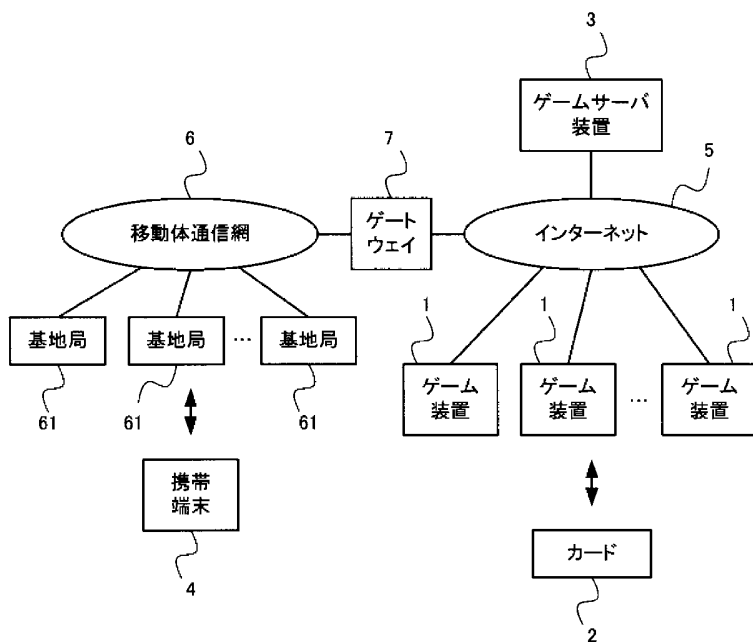 3
ゲームサーバ
装置
6
7
5
移動体通信網
ゲート
ウェイ
インターネット
基地局
基地局
…
基地局
1
1
1
61
61
61
ゲーム
装置
ゲーム
装置
…
ゲーム
装置
携帯
端末
4
カード
2